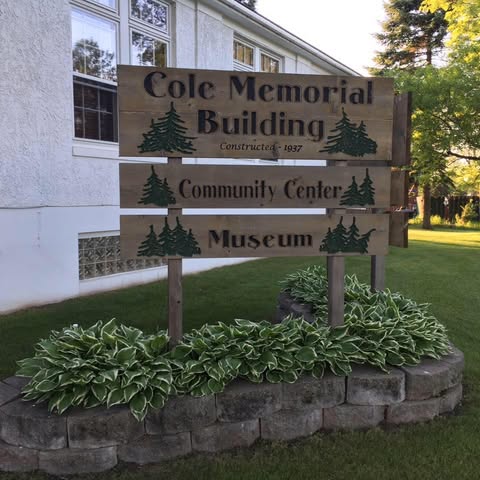 Cole Memorial
Building
Constructed - 1937
Community Center
Museum